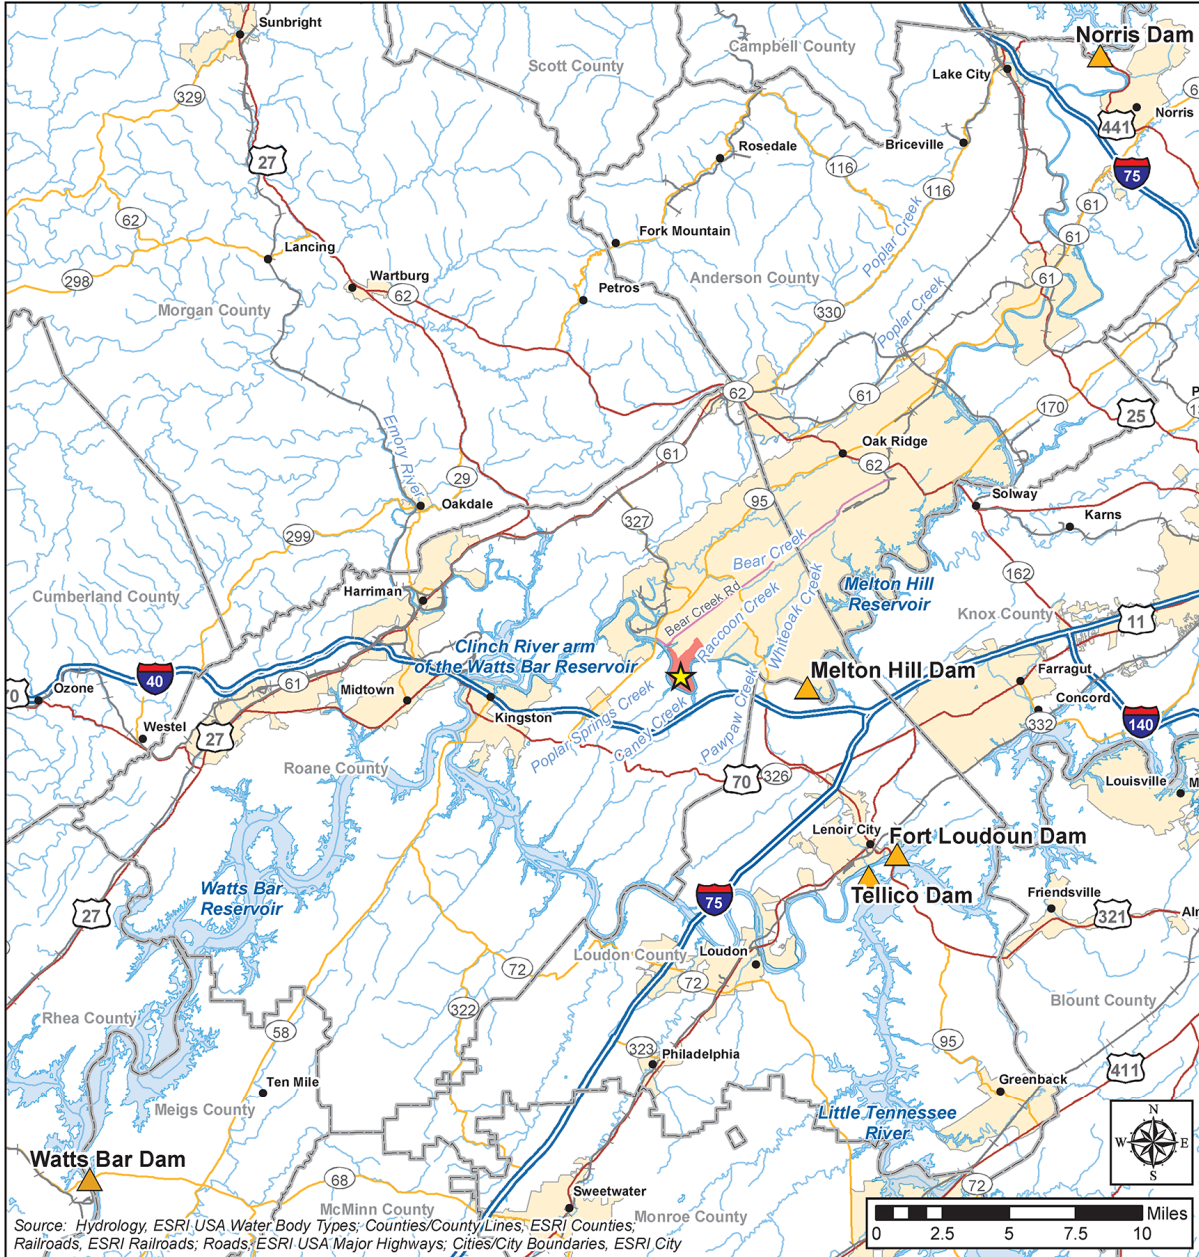 Sunbright
Campbell County
Norris Dam
Scott County
Lake City
329
Norris
441
6
27
Rosedale
Briceville
116
116
75
62
61
Poplar Creek
Lancing
Fork Mountain
61
298
Wartburg
62
Petros
Anderson County
61
Morgan County
330
Poplar Creek
62
61
170
25
P
13
Emory River
Oak Ridge
61
62
29
95
Oakdale
Solway
327
Karns
299
Bear Creek
162
Melton Hill
Reservoir
Cumberland County
Harriman
Bear Creek Rd
Raccoon Creek
Whiteoak Creek
Knox County
11
Clinch River arm
of the Watts Bar Reservoir
Melton Hill Dam
Farragut
70
Ozone
40
61
Midtown
Kingston
Concord
332
140
Westel
27
Poplar Springs Creek
Caney Creek
Pawpaw Creek
Roane County
70
326
Louisville
M
Lenoir City
Fort Loudoun Dam
Tellico Dam
Watts Bar
Reservoir
27
75
Friendsville
321
Al
Loudon County
Loudon
72
72
Blount County
322
Rhea County
58
95
323
Philadelphia
411
Ten Mile
Greenback
Meigs County
Little Tennessee
River
N
W
E
S
Watts Bar Dam
68
72
Sweetwater
McMinn County
Monroe County
Source: Hydrology, ESRI USA Water Body Types; Counties/County Lines, ESRI Counties;
Railroads, ESRI Railroads; Roads, ESRI USA Major Highways; Cities/City Boundaries, ESRI City
Miles
0
2.5
5
7.5
10